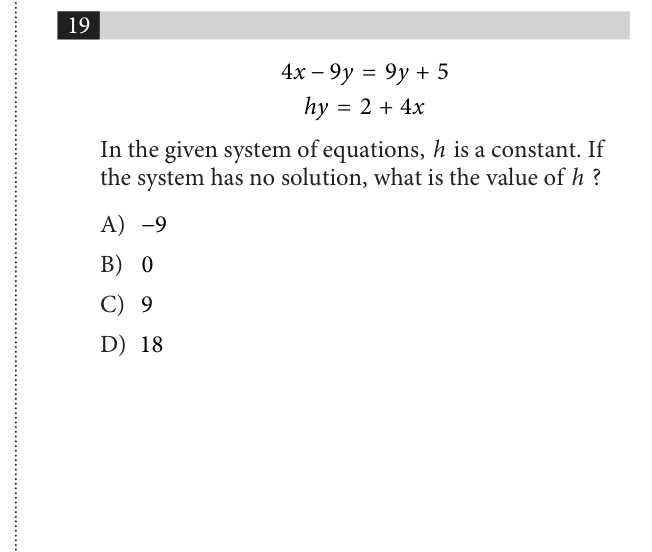 19
4x – 9y = 9y + 5
hy = 2 + 4x
In the given system of equations, h is a constant. If
the system has no solution, what is the value of h ?
A) –9
B) 0
C) 9
D) 18